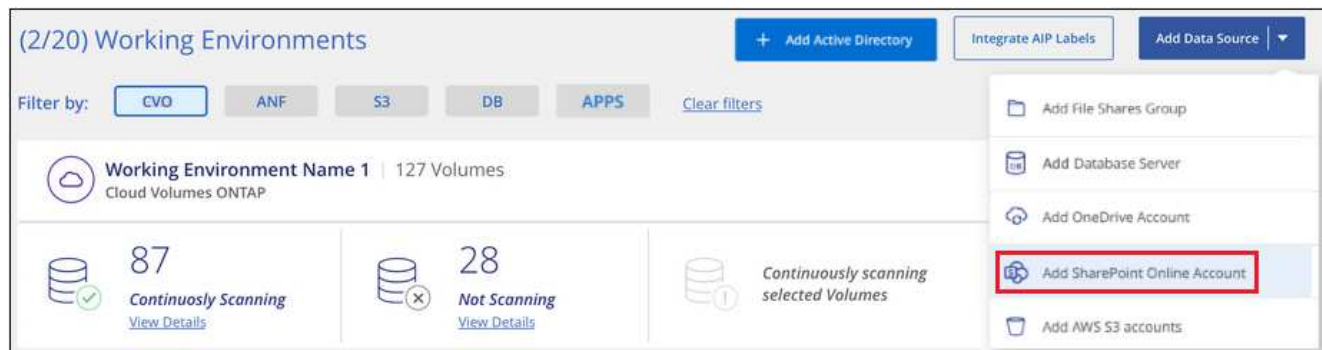 (2/20) Working Environments
+ Add Active Directory
Integrate AIP Labels
Add Data Source
Filter by:
CVO
ANF
S3
DB
APPS
Clear filters
Add File Shares Group
Add Database Server
Add OneDrive Account
Add SharePoint Online Account
Add AWS S3 accounts
Working Environment Name 1 | 127 Volumes
Cloud Volumes ONTAP
87
Continuosly Scanning
View Details
28
Not Scanning
View Details
Continuously scanning
selected Volumes